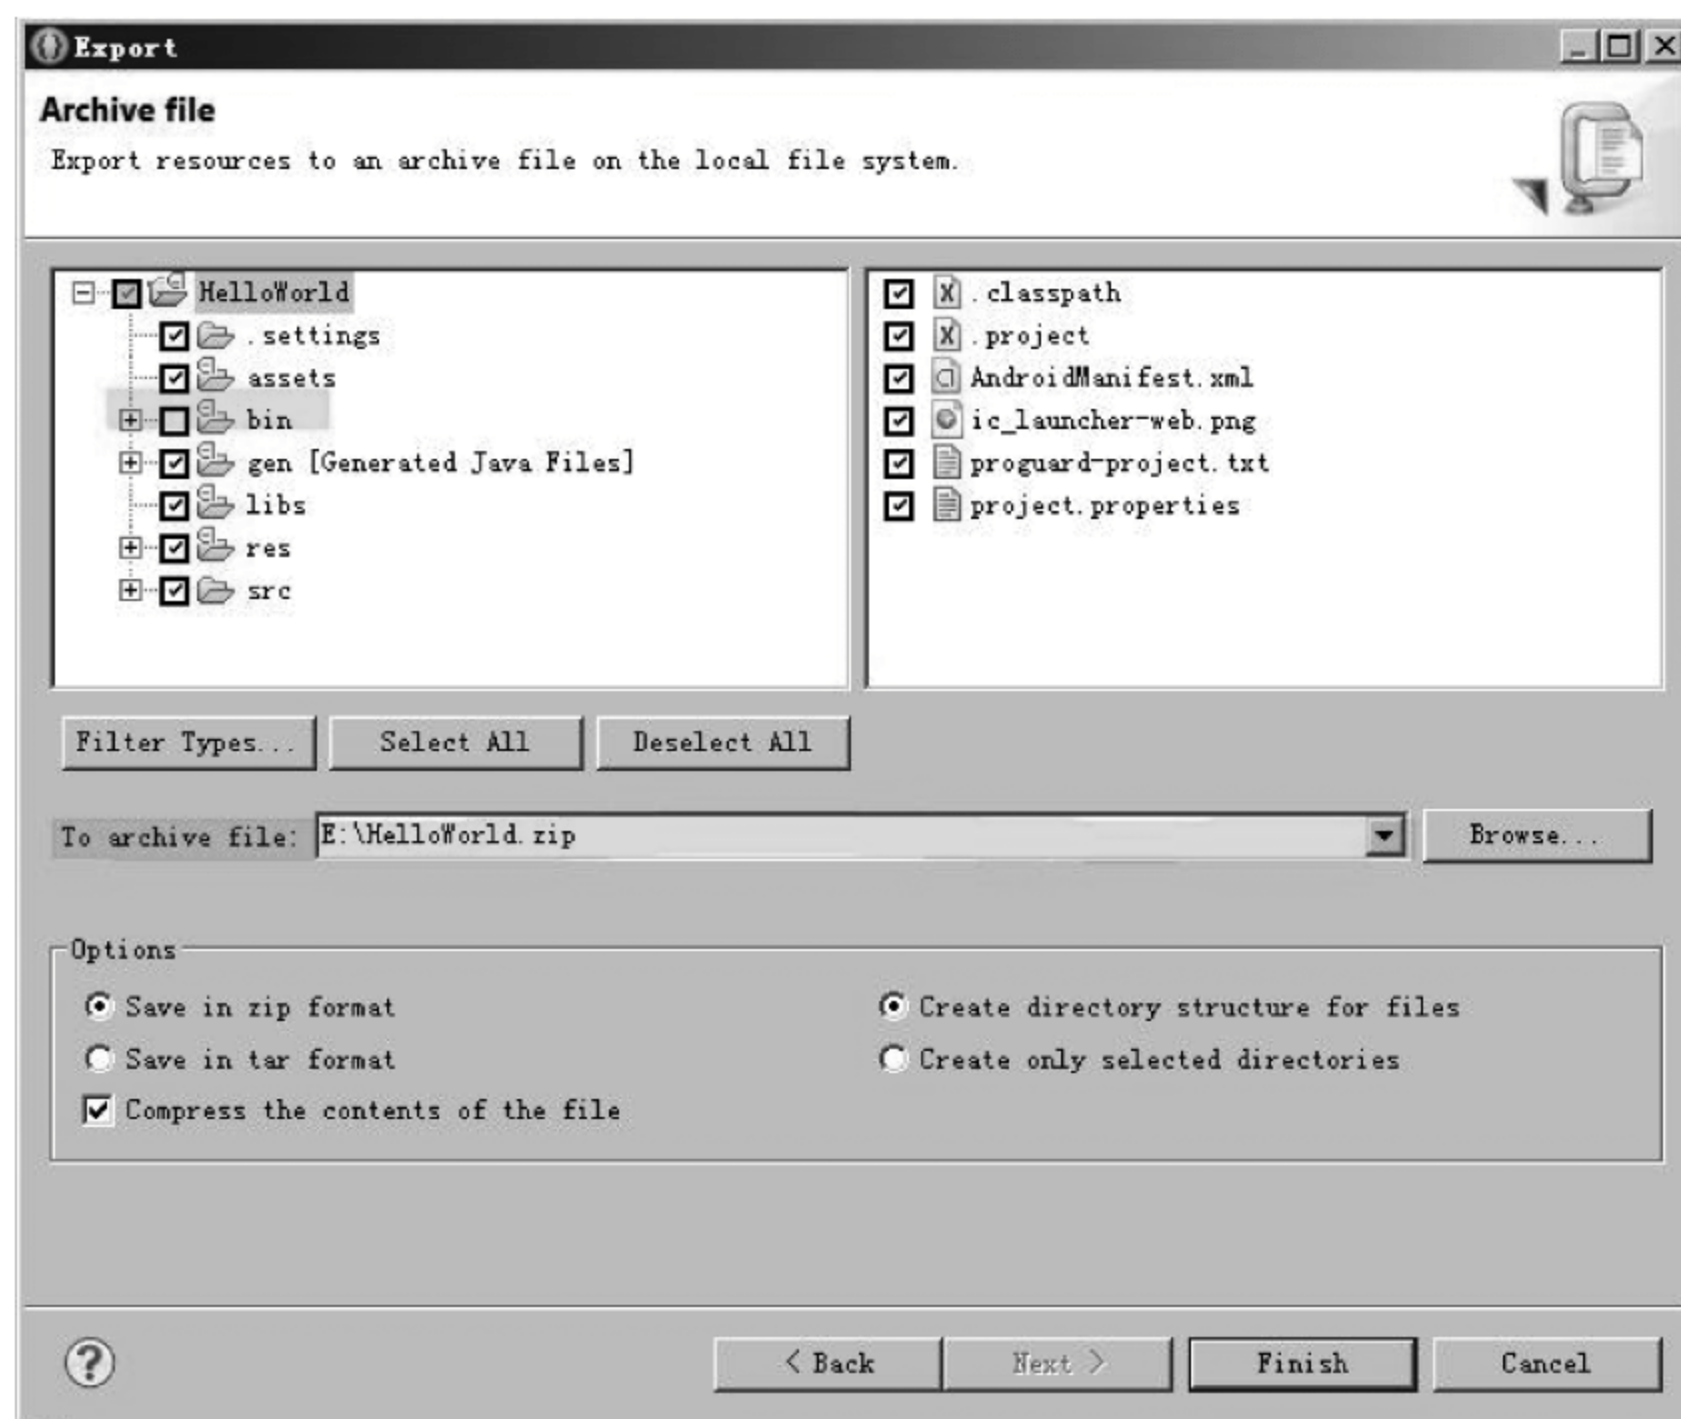 Export
Archive file
Export resources to an archive file on the local file system.
HelloWorld
.settings
assets
bin
gen [Generated Java Files]
libs
res
src
.classpath
.project
AndroidManifest.xml
ic_launcher-web.png
proguard-project.txt
project.properties
Filter Types...
Select All
Deselect All
To archive file:
E:\HelloWorld.zip
Browse...
Options
Save in zip format
Save in tar format
Compress the contents of the file
Create directory structure for files
Create only selected directories
?
< Back
Next >
Finish
Cancel